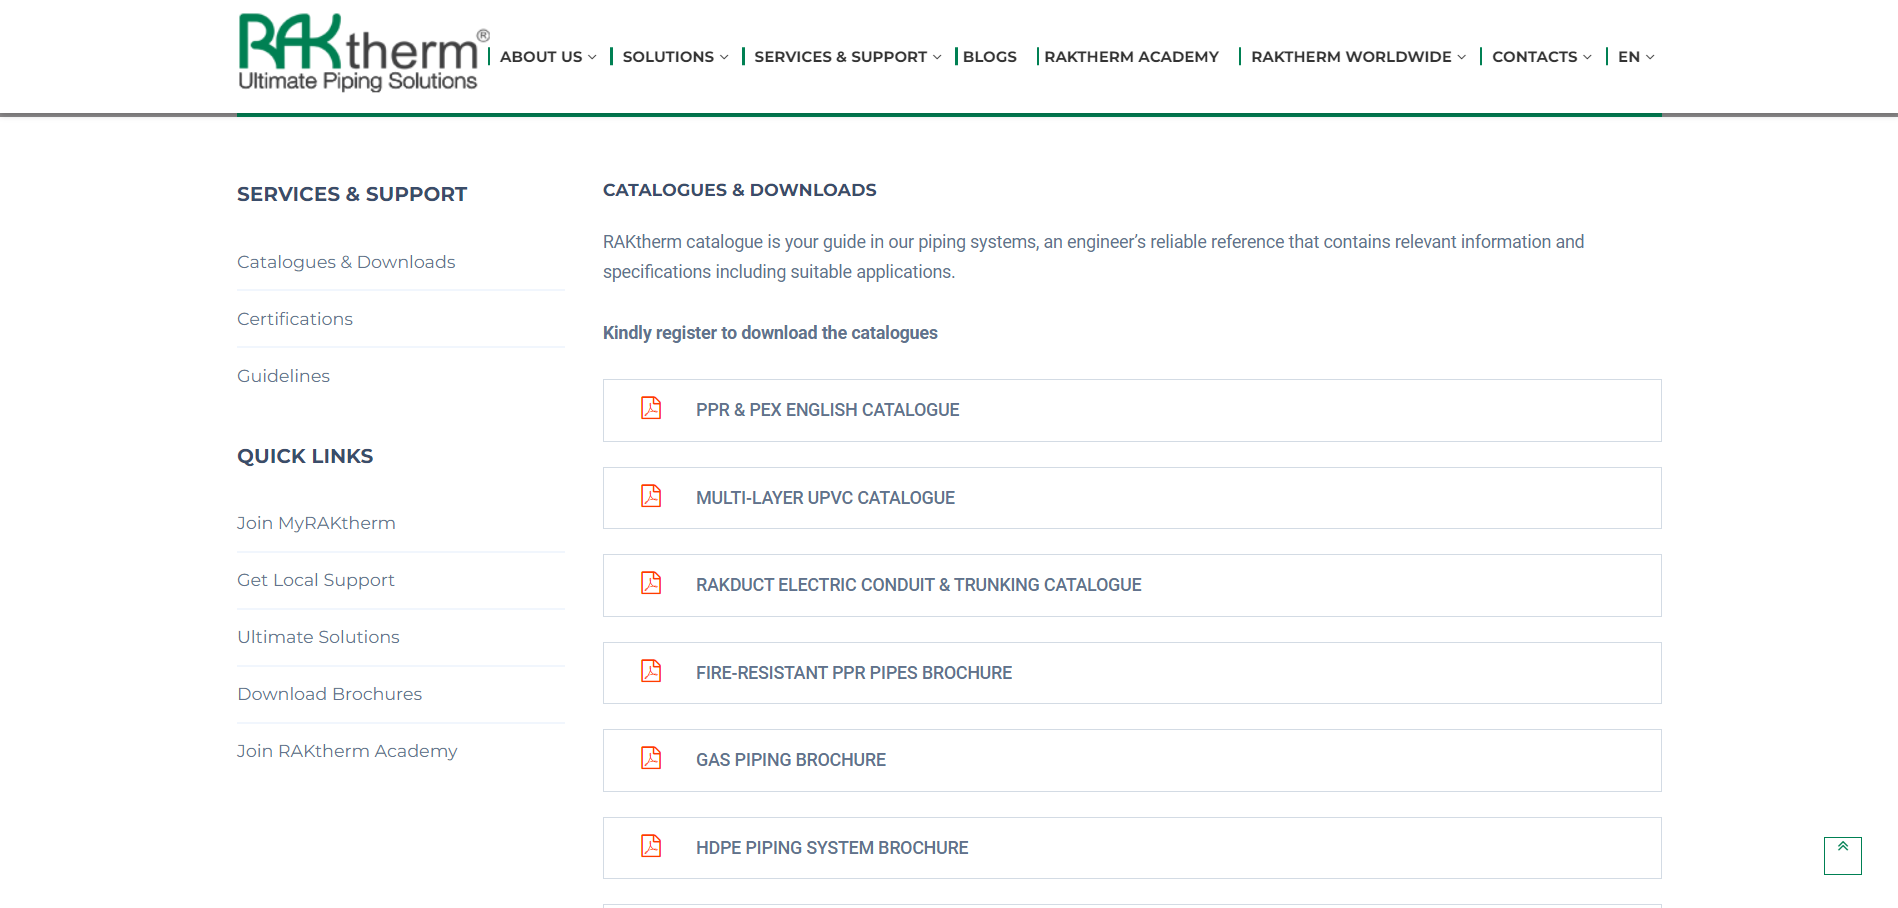 RAKtherm®
Ultimate Piping Solutions
ABOUT US
SOLUTIONS
SERVICES & SUPPORT
BLOGS
RAKTHERM ACADEMY
RAKTHERM WORLDWIDE
CONTACTS
EN
SERVICES & SUPPORT
Catalogues & Downloads
Certifications
Guidelines
QUICK LINKS
Join MyRAKtherm
Get Local Support
Ultimate Solutions
Download Brochures
Join RAKtherm Academy
CATALOGUES & DOWNLOADS
RAKtherm catalogue is your guide in our piping systems, an engineer’s reliable reference that contains relevant information and
specifications including suitable applications.
Kindly register to download the catalogues
PPR & PEX ENGLISH CATALOGUE
MULTI-LAYER UPVC CATALOGUE
RAKDUCT ELECTRIC CONDUIT & TRUNKING CATALOGUE
FIRE-RESISTANT PPR PIPES BROCHURE
GAS PIPING BROCHURE
HDPE PIPING SYSTEM BROCHURE